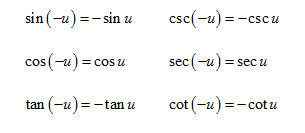 sin(−u)=−sin u csc(−u)=−csc u
cos(−u)=cos u sec(−u)=sec u
tan(−u)=−tan u cot(−u)=−cot u